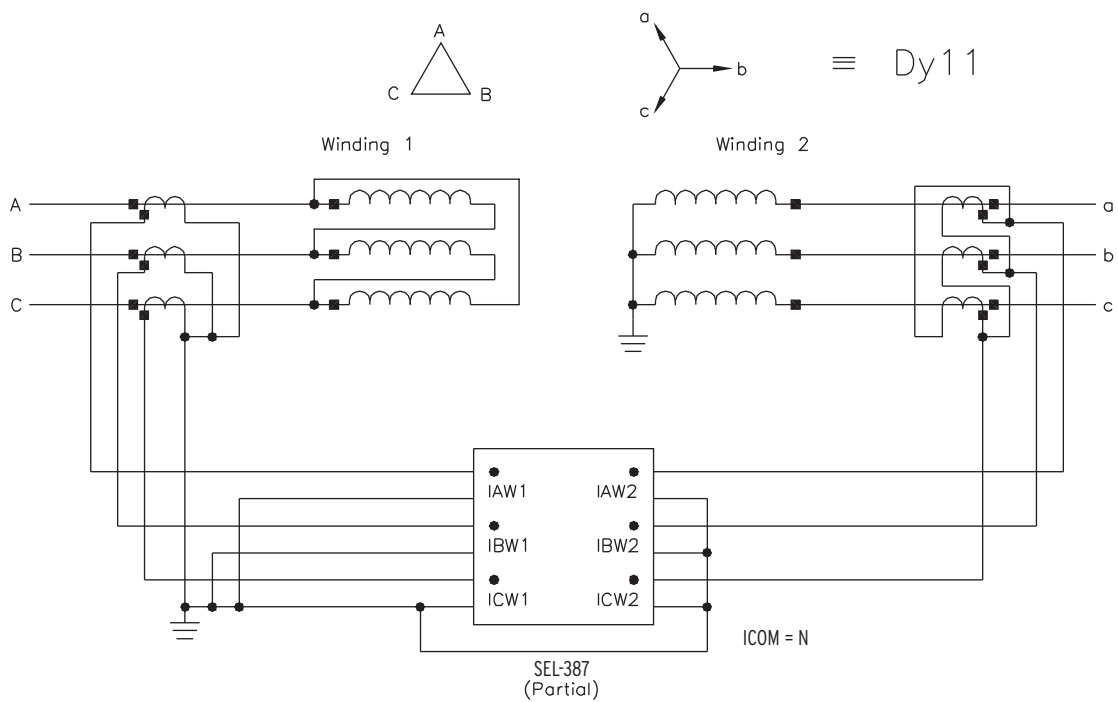 A
C
B
a
b
c
≡ Dy11
Winding 1
Winding 2
A
a
B
b
C
c
IAW1
IAW2
IBW1
IBW2
ICW1
ICW2
ICOM = N
SEL-387
(Partial)